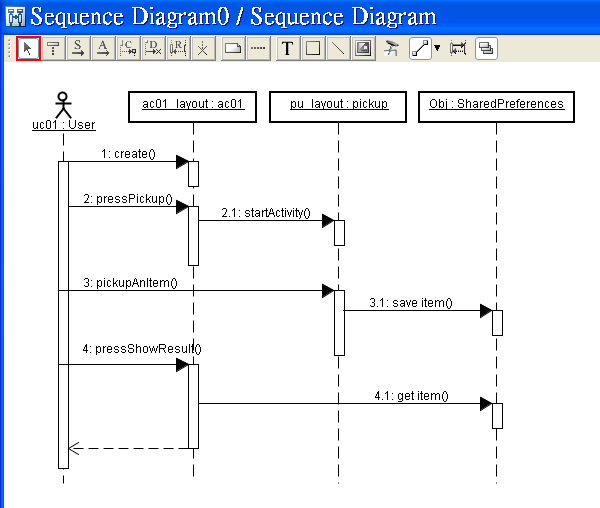 Sequence Diagram0 / Sequence Diagram
S A C D R T
uc01 : User
ac01_layout : ac01
pu_layout : pickup
Obj : SharedPreferences
1: create()
2: pressPickup()
2.1: startActivity()
3: pickupAnItem()
3.1: save item()
4: pressShowResult()
4.1: get item()